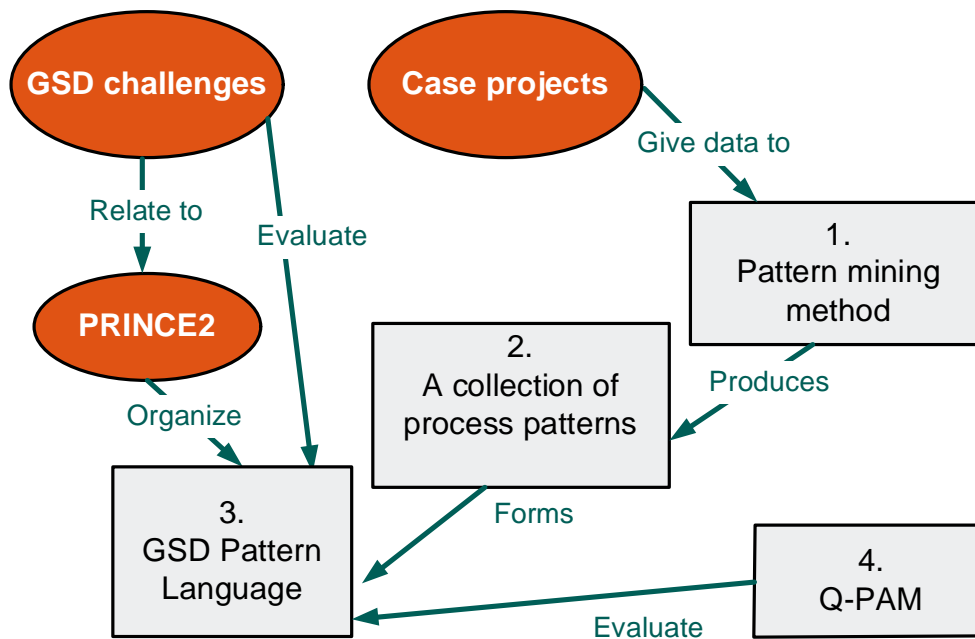 GSD challenges
Case projects
Give data to
Relate to
Evaluate
1.
Pattern mining
method
PRINCE2
2.
A collection of
process patterns
Produces
Organize
3.
GSD Pattern
Language
Forms
4.
Q-PAM
Evaluate